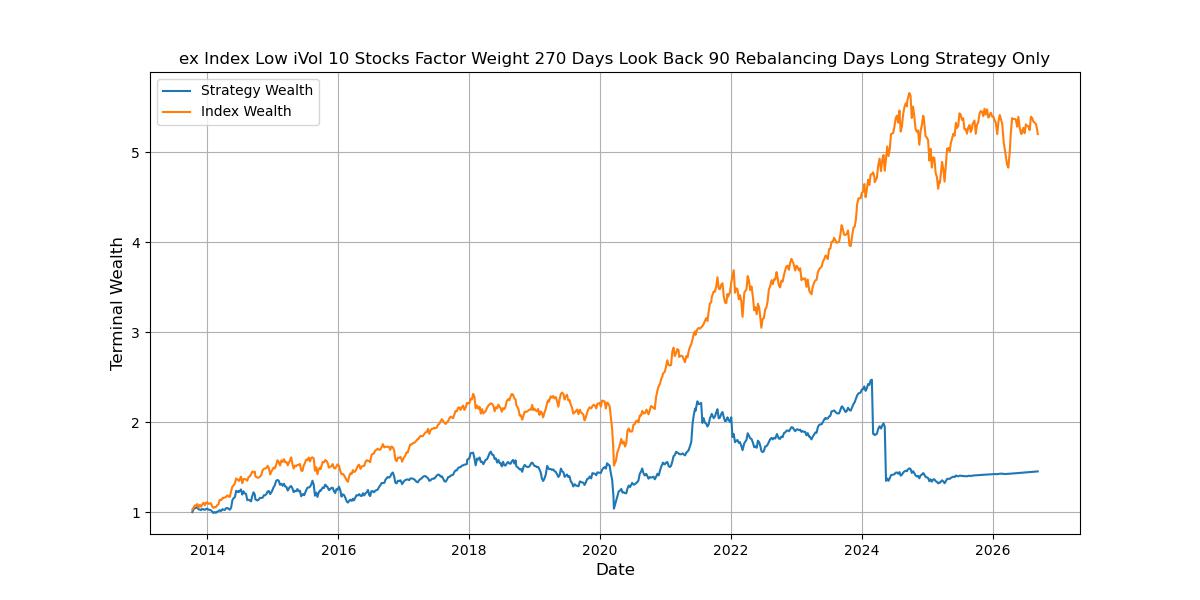 ex Index Low iVol 10 Stocks Factor Weight 270 Days Look Back 90 Rebalancing Days Long Strategy Only
Strategy Wealth
Index Wealth
Terminal Wealth
5
4
3
2
1
2014 2016 2018 2020 2022 2024 2026
Date